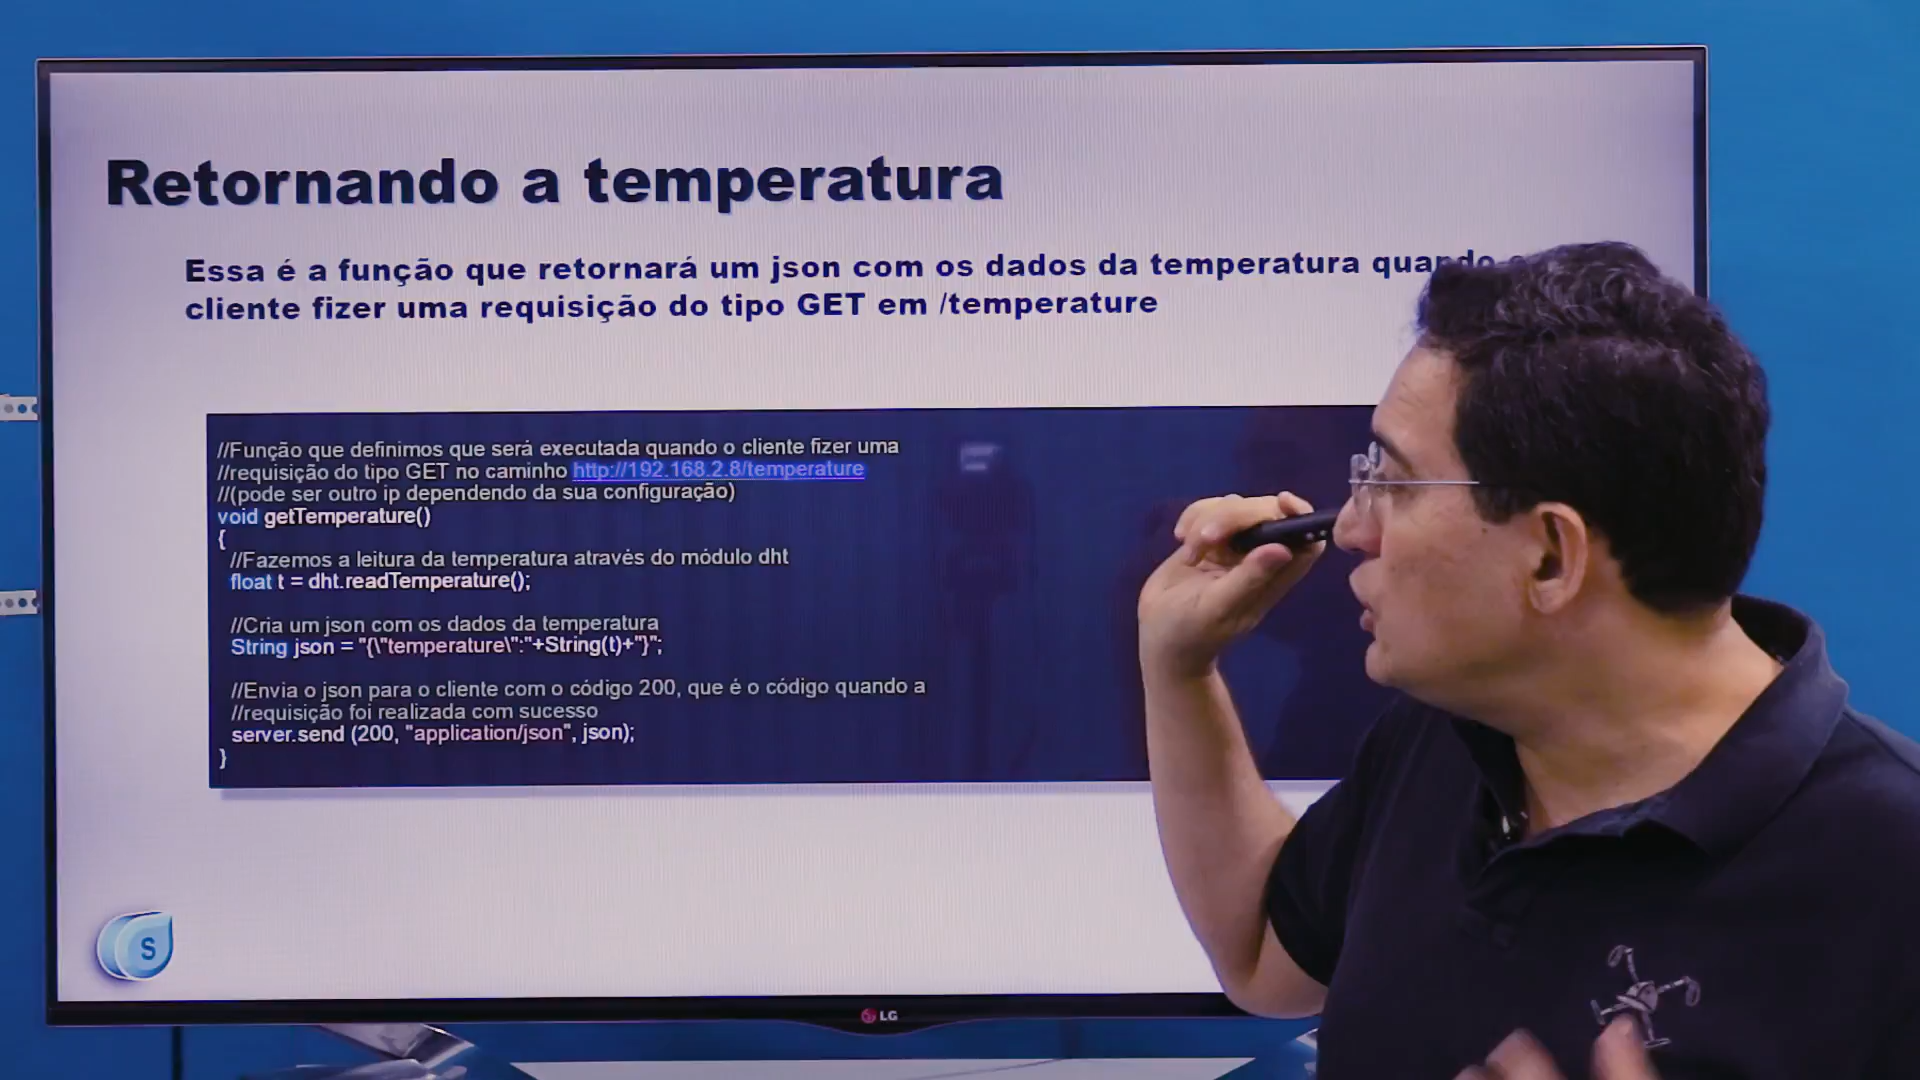 Retornando a temperatura
Essa é a função que retornará um json com os dados da temperatura quando
cliente fizer uma requisição do tipo GET em /temperature
//Função que definimos que será executada quando o cliente fizer uma
//requisição do tipo GET no caminho http://192.168.2.8/temperature
//(pode ser outro ip dependendo da sua configuração)
void getTemperature()
{
//Fazemos a leitura da temperatura através do módulo dht
float t = dht.readTemperature();
//Cria um json com os dados da temperatura
String json = "{\"temperature\":"+String(t)+"}";
//Envia o json para o cliente com o código 200, que é o código quando a
//requisição foi realizada com sucesso
server.send (200, "application/json", json);
}
S
LG